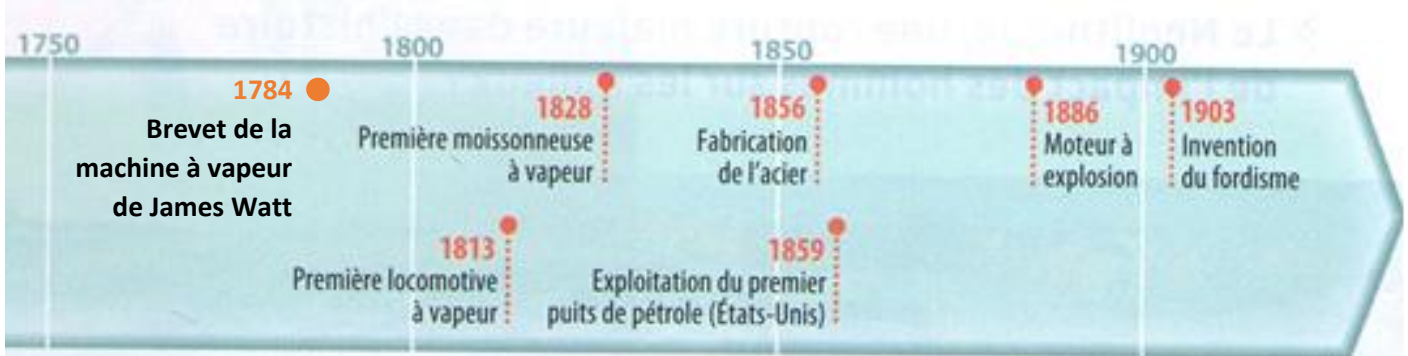 1750
1800
1850
1900
1784
Brevet de la
machine à vapeur
de James Watt
1828
Première moissonneuse
à vapeur
1856
Fabrication
de l'acier
1886
Moteur à
explosion
1903
Invention
du fordisme
1813
Première locomotive
à vapeur
1859
Exploitation du premier
puits de pétrole (États-Unis)